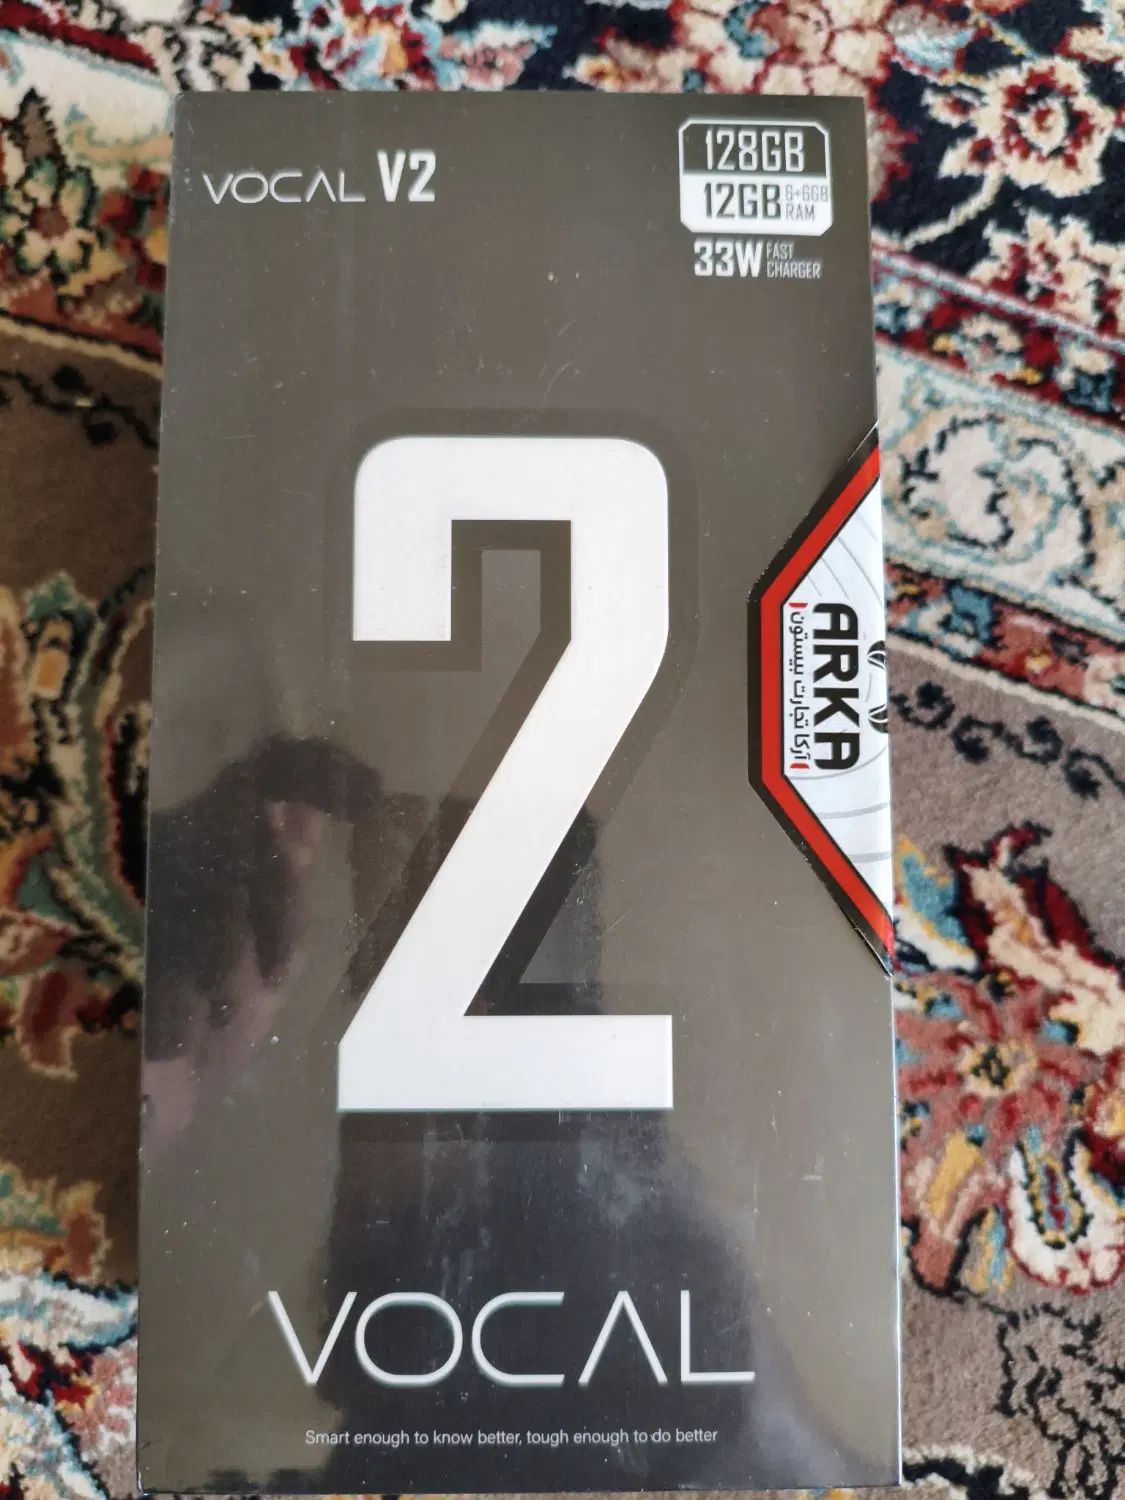 VOCAL V2
128GB
12GB 6+6GB RAM
33W FAST CHARGER
2
ARKA
آرکا تجارت بیستون
VOCAL
Smart enough to know better, tough enough to do better